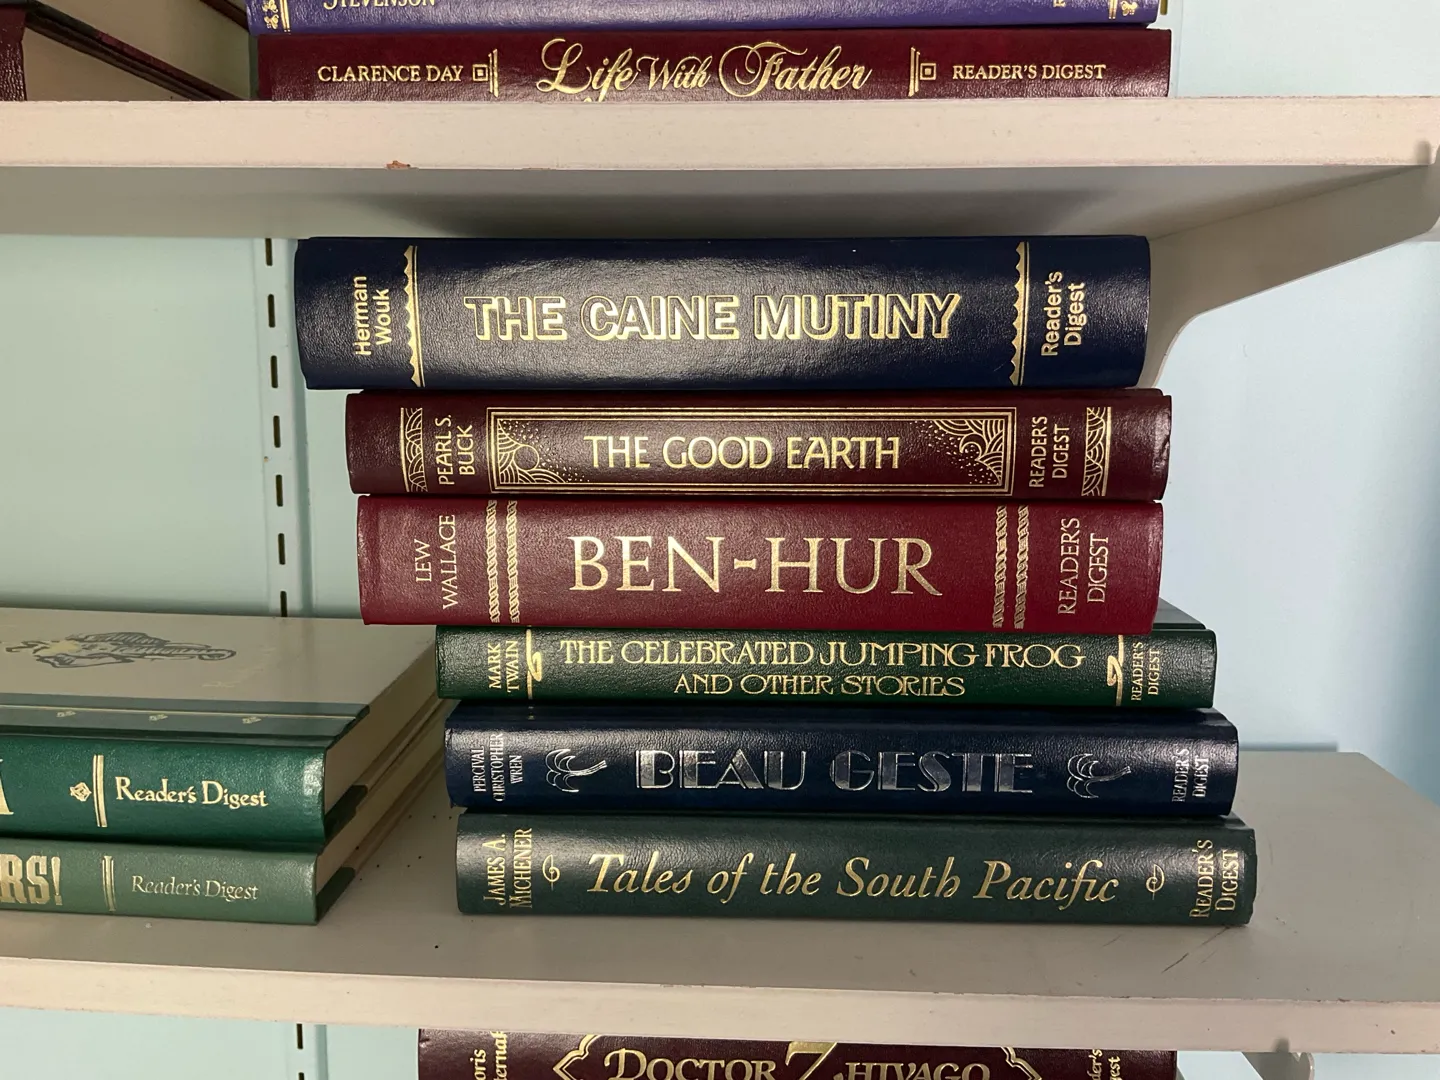 STEVENSON
CLARENCE DAY
Life With Father
READER'S DIGEST
Herman
Wouk
THE CAINE MUTINY
Reader's
Digest
PEARL S.
BUCK
THE GOOD EARTH
READER'S
DIGEST
LEW
WALLACE
BEN-HUR
READER'S
DIGEST
MARK
TWAIN
THE CELEBRATED JUMPING FROG
AND OTHER STORIES
READER'S
DIGEST
PERCIVAL
CHRISTOPHER
WREN
BEAU GESTE
READER'S
DIGEST
JAMES A.
MICHENER
Tales of the South Pacific
READER'S
DIGEST
Reader's Digest
RS!
Reader's Digest
DOCTOR ZHIVAGO